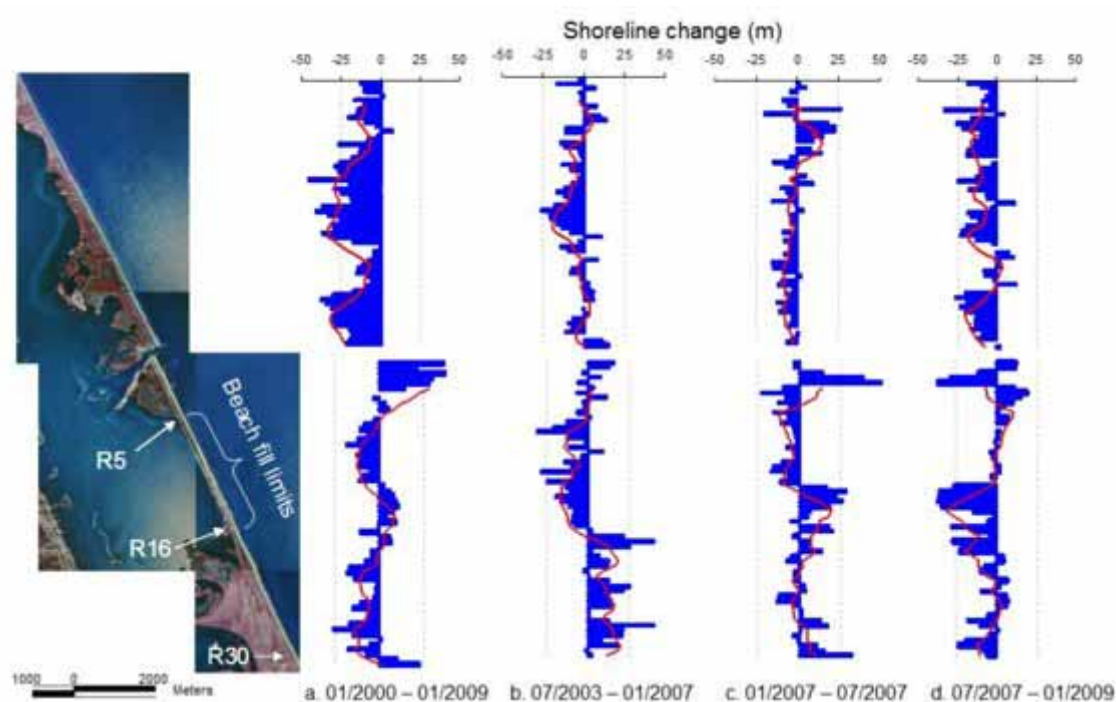 Shoreline change (m)
-50 -25 0 25 50
-50 -25 0 25 50
-50 -25 0 25 50
-50 -25 0 25 50
R5
Beach fill limits
R16
R30
1000 0 2000
Meters
a. 01/2000 – 01/2009
b. 07/2003 – 01/2007
c. 01/2007 – 07/2007
d. 07/2007 – 01/2009